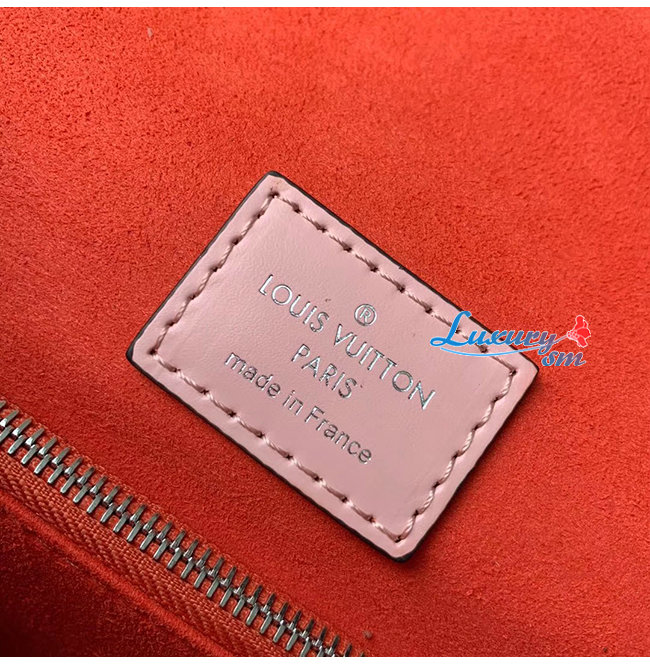 ®
LOUIS VUITTON
PARIS
made in France
Luxury
sm